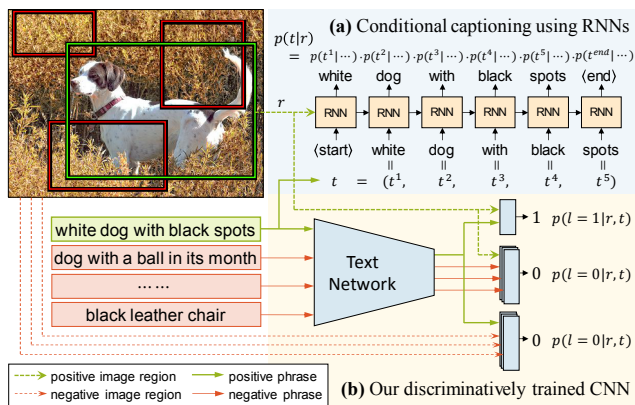 (a) Conditional captioning using RNNs
p(t|r)
= p(t¹|⋯)·p(t²|⋯)·p(t³|⋯)·p(t⁴|⋯)·p(t⁵|⋯)·p(tᵉⁿᵈ|⋯)
white dog with black spots ⟨end⟩
r
RNN RNN RNN RNN RNN RNN
⟨start⟩ white dog with black spots
= = = = =
t = (t¹, t², t³, t⁴, t⁵)
white dog with black spots
dog with a ball in its month
... ...
black leather chair
Text
Network
1 p(l = 1|r, t)
0 p(l = 0|r, t)
0 p(l = 0|r, t)
positive image region positive phrase
negative image region negative phrase
(b) Our discriminatively trained CNN